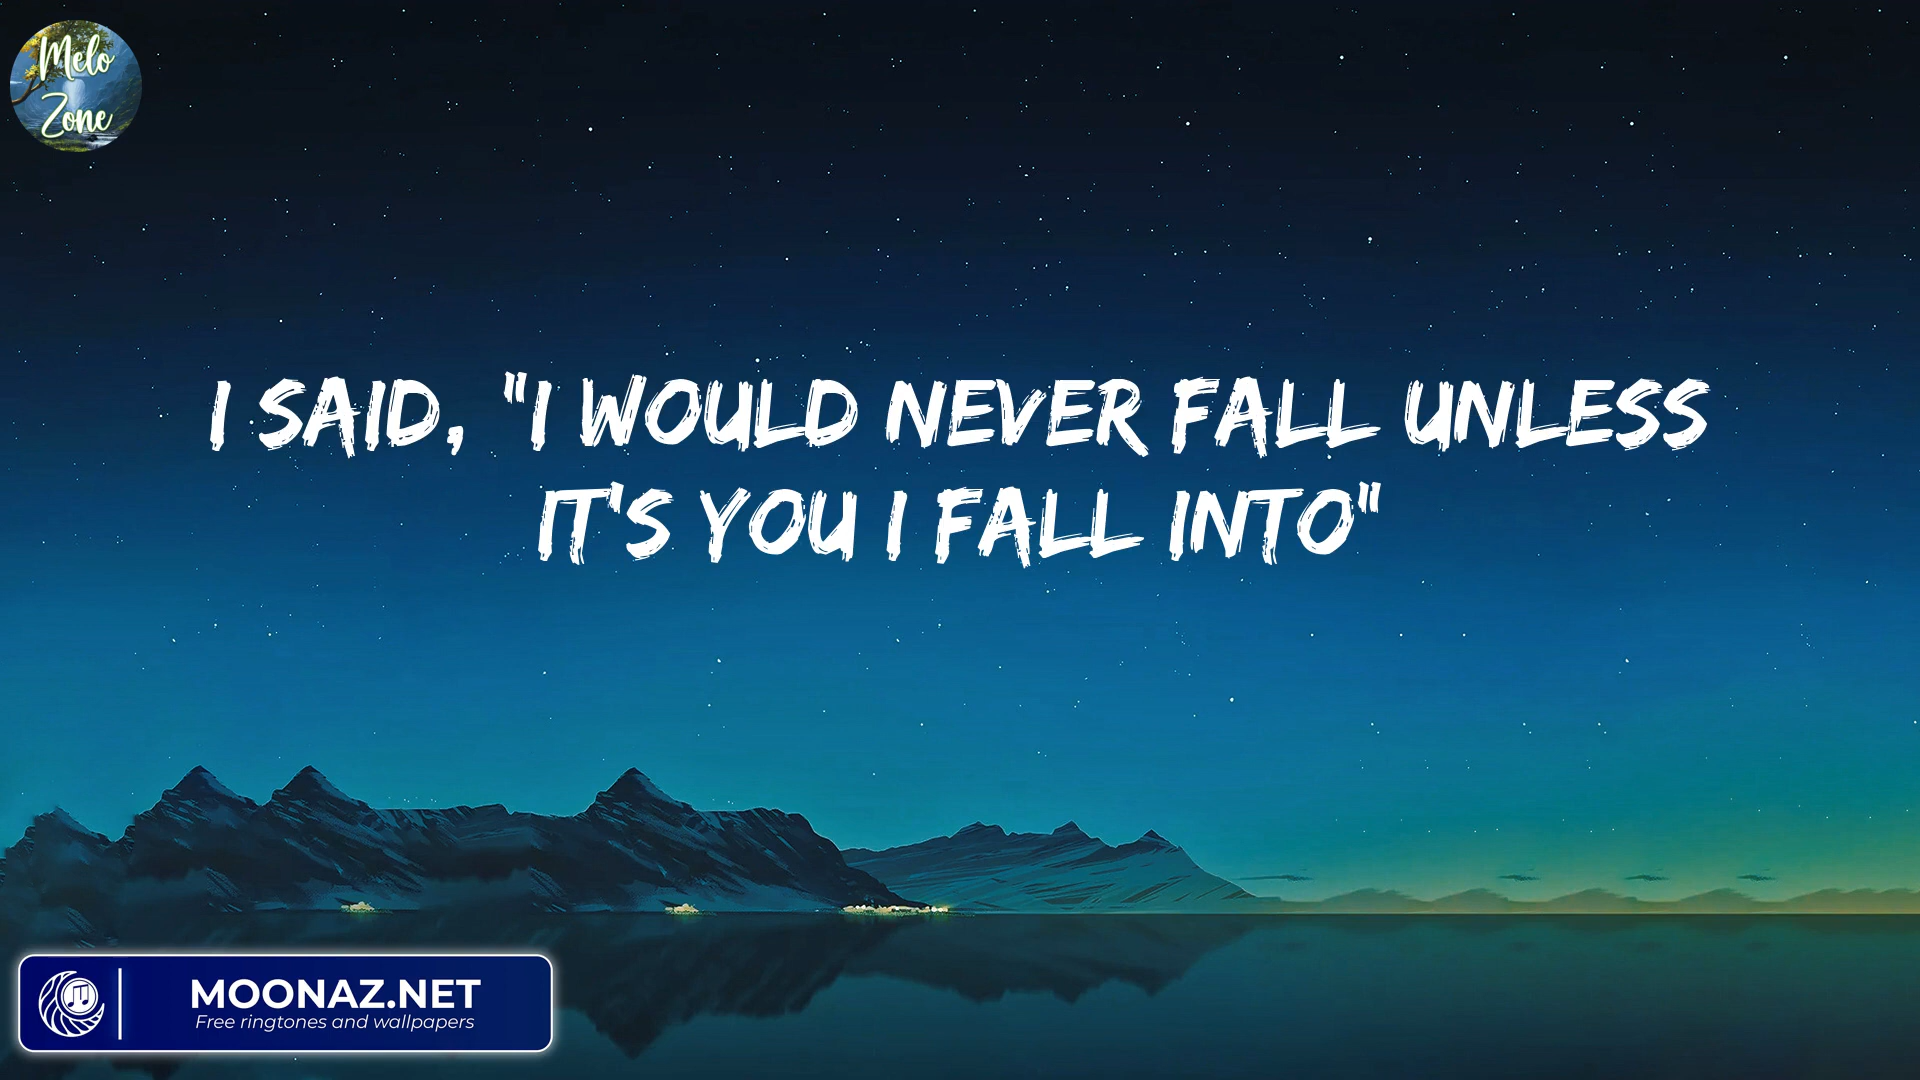 Melo
Zone
I SAID, "I WOULD NEVER FALL UNLESS
IT'S YOU I FALL INTO"
MOONAZ.NET
Free ringtones and wallpapers